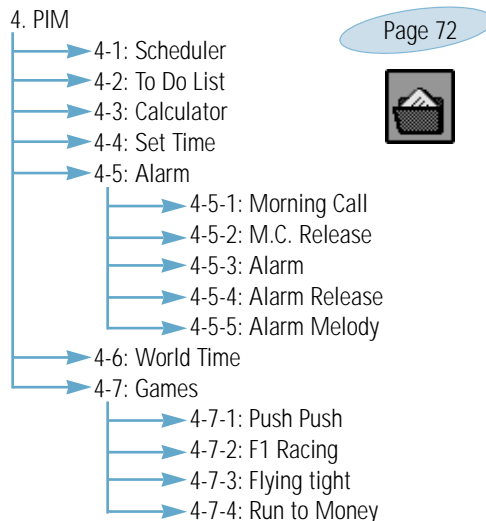 4. PIM
Page 72
4-1: Scheduler
4-2: To Do List
4-3: Calculator
4-4: Set Time
4-5: Alarm
4-5-1: Morning Call
4-5-2: M.C. Release
4-5-3: Alarm
4-5-4: Alarm Release
4-5-5: Alarm Melody
4-6: World Time
4-7: Games
4-7-1: Push Push
4-7-2: F1 Racing
4-7-3: Flying tight
4-7-4: Run to Money